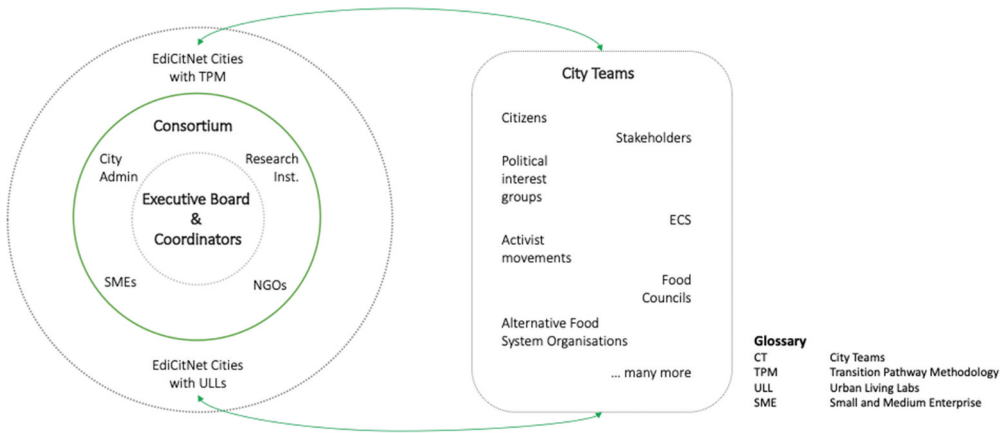 EdiCitNet Cities
with TPM
Consortium
City
Admin
Research
Inst.
Executive Board
&
Coordinators
SMEs
NGOs
EdiCitNet Cities
with ULLs
City Teams
Citizens
Stakeholders
Political
interest
groups
ECS
Activist
movements
Food
Councils
Alternative Food
System Organisations
... many more
Glossary
CT City Teams
TPM Transition Pathway Methodology
ULL Urban Living Labs
SME Small and Medium Enterprise